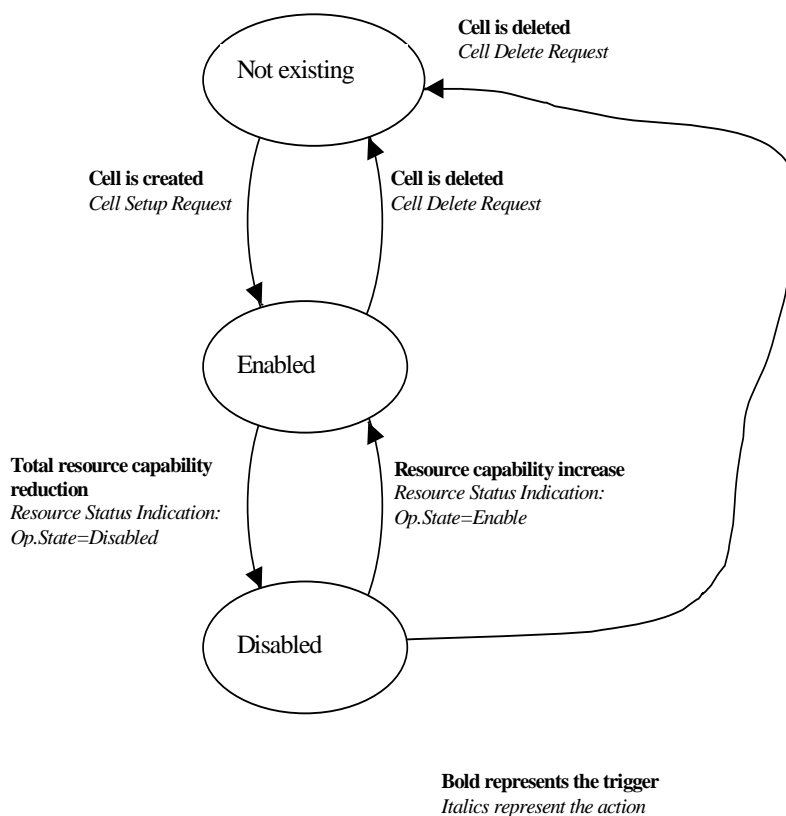 Cell is deleted
Cell Delete Request
Not existing
Cell is created
Cell Setup Request
Cell is deleted
Cell Delete Request
Enabled
Total resource capability
reduction
Resource Status Indication:
Op.State=Disabled
Resource capability increase
Resource Status Indication:
Op.State=Enable
Disabled
Bold represents the trigger
Italics represent the action